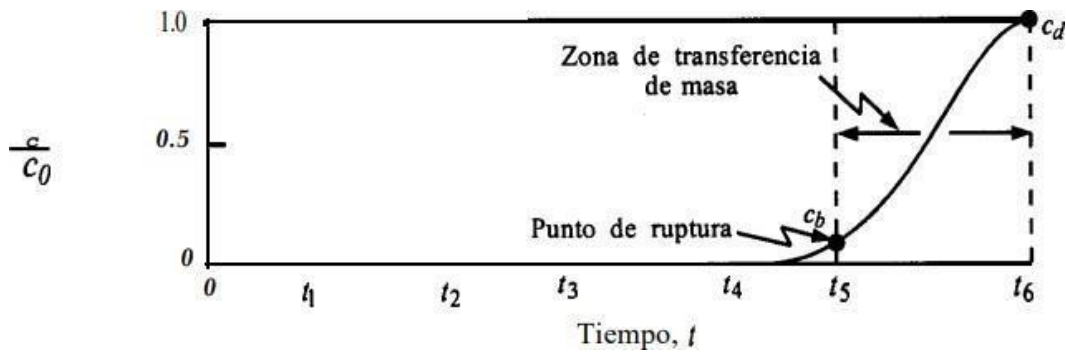 1.0
c_d
Zona de transferencia
de masa
0.5
c
c_0
Punto de ruptura
c_b
0
0 t_1 t_2 t_3 t_4 t_5 t_6
Tiempo, t